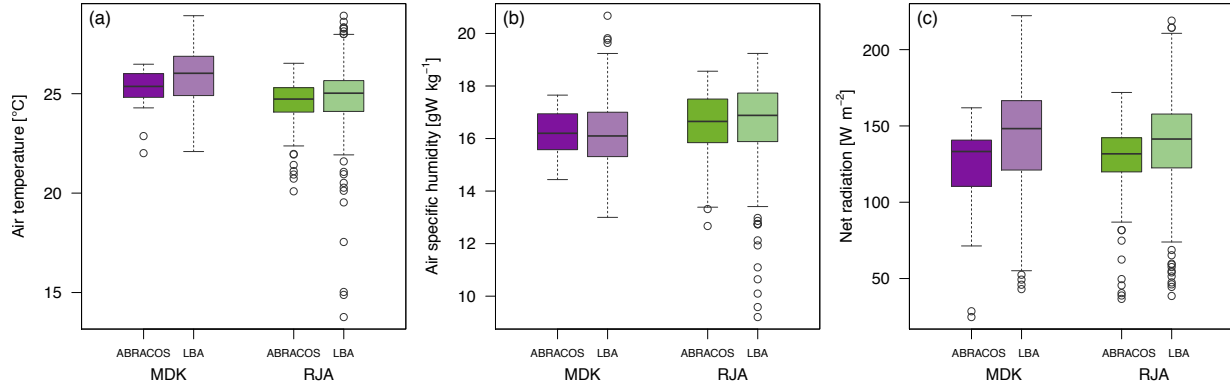 (a)
Air temperature [°C]
25
20
15
ABRACOS LBA ABRACOS LBA
MDK RJA
(b)
Air specific humidity [gW kg⁻¹]
20
18
16
14
12
10
ABRACOS LBA ABRACOS LBA
MDK RJA
(c)
Net radiation [W m⁻²]
200
150
100
50
ABRACOS LBA ABRACOS LBA
MDK RJA